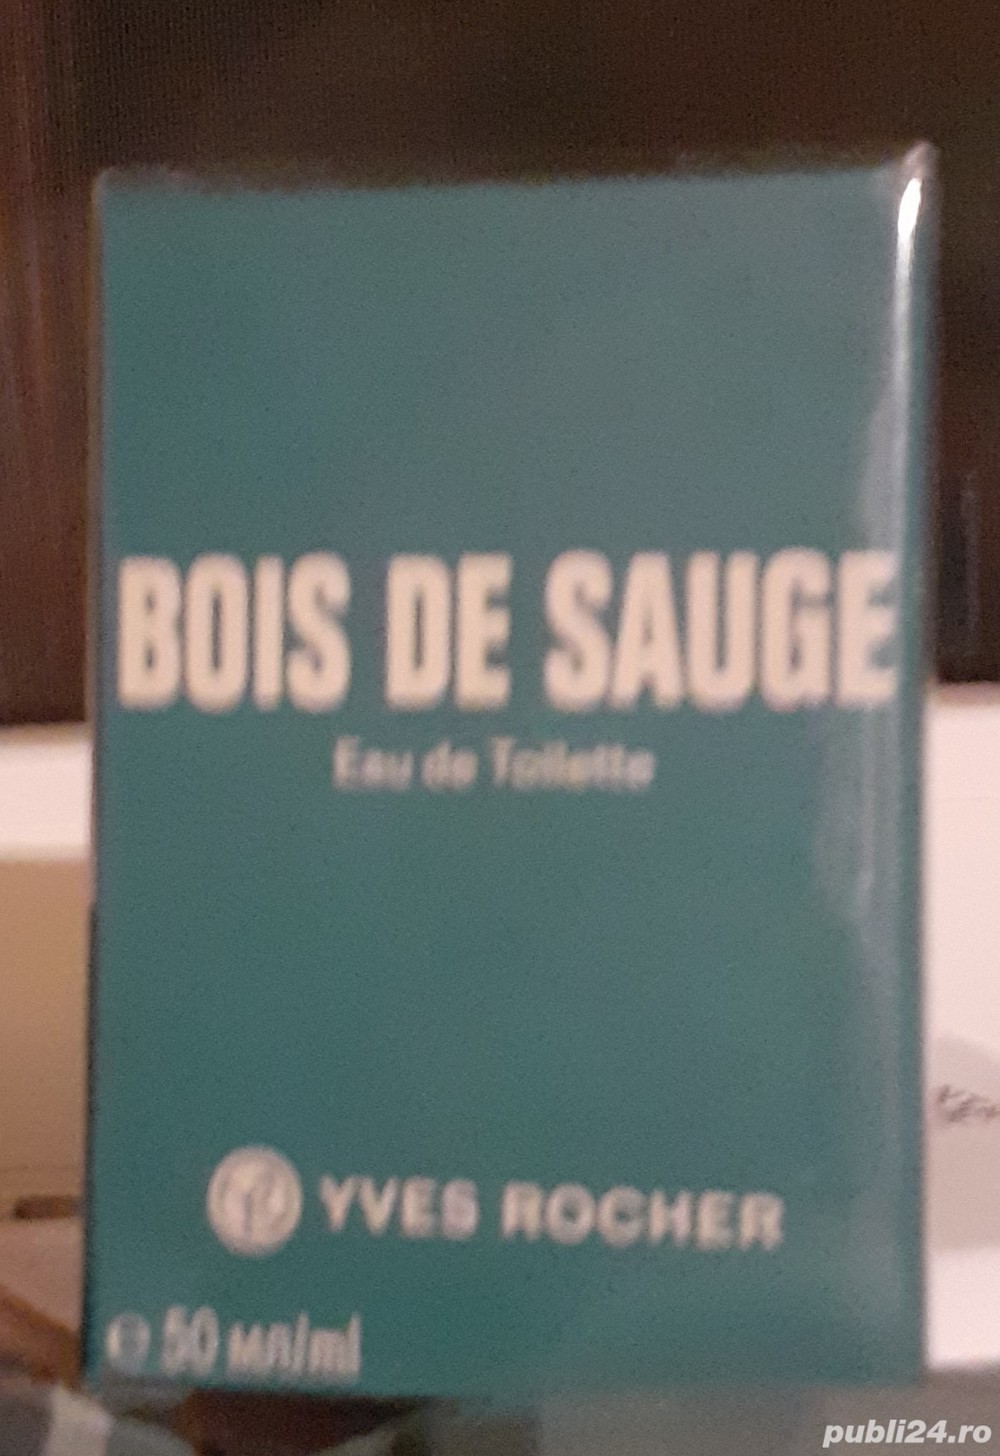 BOIS DE SAUGE
Eau de Toilette
YVES ROCHER
℮ 50 мл/ml
publi24.ro